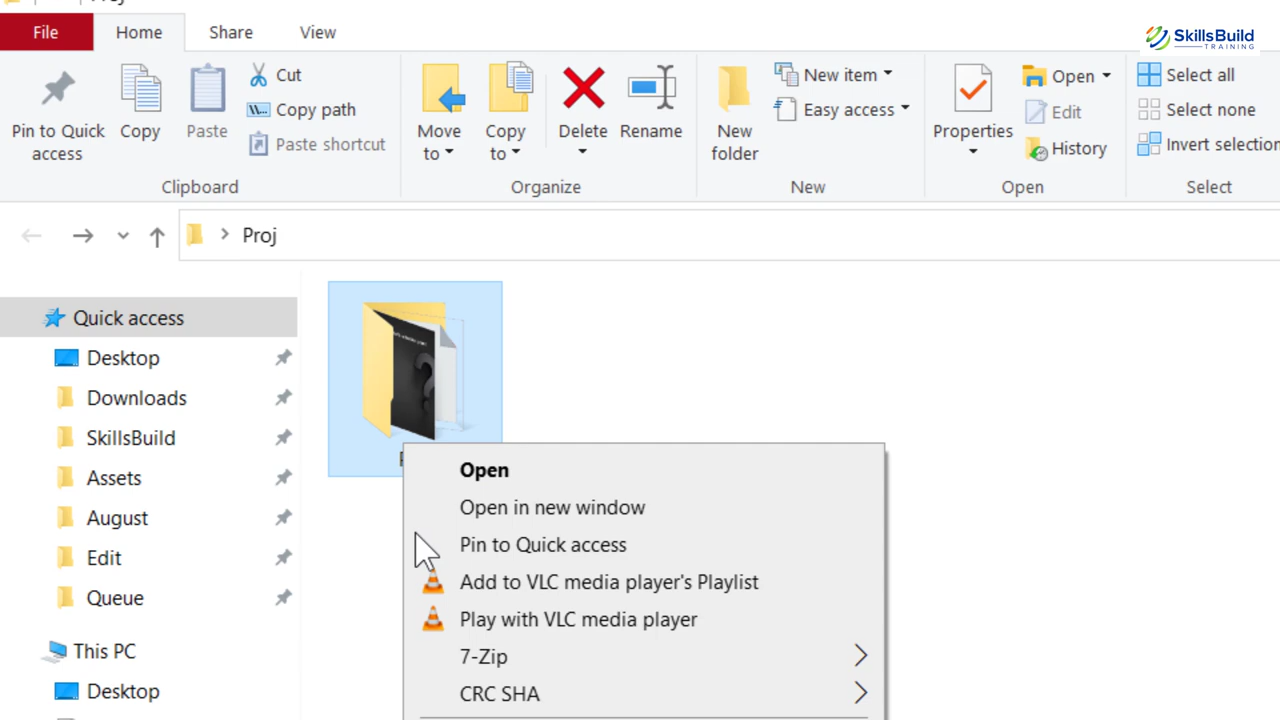 File
Home
Share
View
SkillsBuild
TRAINING
Pin to Quick
access
Copy
Paste
Cut
Copy path
Paste shortcut
Clipboard
Move
to
Copy
to
Delete
Rename
Organize
New
folder
New item
Easy access
New
Properties
Open
Edit
History
Open
Select all
Select none
Invert selection
Select
Proj
Quick access
Desktop
Downloads
SkillsBuild
Assets
August
Edit
Queue
This PC
Desktop
Open
Open in new window
Pin to Quick access
Add to VLC media player's Playlist
Play with VLC media player
7-Zip
CRC SHA